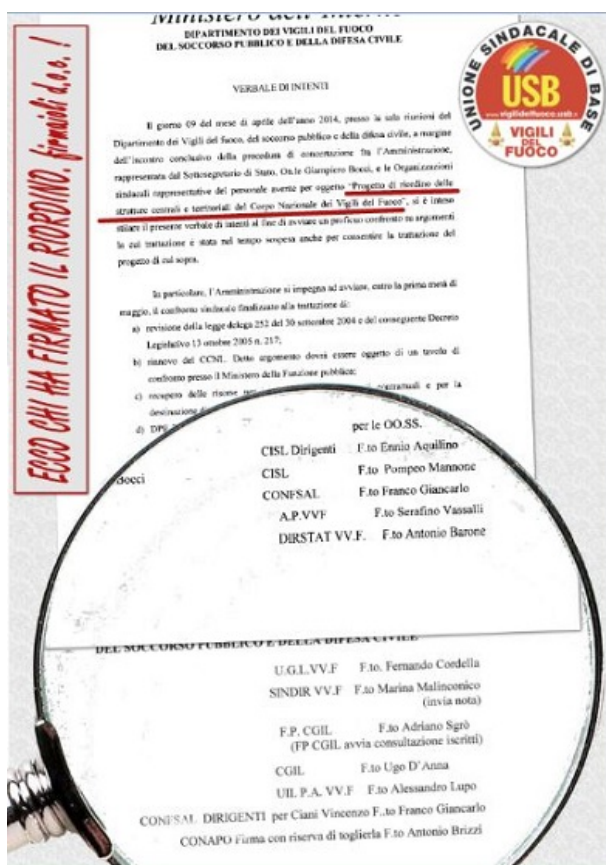 Ministero dell'Interno
DIPARTIMENTO DEI VIGILI DEL FUOCO
DEL SOCCORSO PUBBLICO E DELLA DIFESA CIVILE
VERBALE DI INTENTI
Il giorno 09 del mese di aprile dell'anno 2014, presso la sala riunioni del
Dipartimento dei Vigili del fuoco, del soccorso pubblico e della difesa civile, a margine
dell'incontro conclusivo della procedura di concertazione fra l'Amministrazione,
rappresentata dal Sottosegretario di Stato, On.le Giampiero Bocci, e le Organizzazioni
sindacali rappresentative del personale avente per oggetto "Progetto di riordino delle
strutture centrali e territoriali del Corpo Nazionale dei Vigili del Fuoco", si è inteso
stilare il presente verbale di intenti al fine di avviare un proficuo confronto su argomenti
la cui trattazione è stata nel tempo sospesa anche per consentire la trattazione del
progetto di cui sopra.
In particolare, l'Amministrazione si impegna ad avviare, entro la prima metà di
maggio, il confronto sindacale finalizzato alla trattazione di:
a) revisione della legge delega 252 del 30 settembre 2004 e del conseguente Decreto
Legislativo 13 ottobre 2005 n. 217;
b) rinnovo del CCNL. Detto argomento dovrà essere oggetto di un tavolo di
confronto presso il Ministero della Funzione pubblica;
c) recupero delle risorse contrattuali e per la
destinazione
d)
ECCO CHI HA FIRMATO IL RIORDINO, firmaioli d.o.c. !
UNIONE SINDACALE DI BASE
USB
www.vigilidelfuoco.usb.it
VIGILI
DEL
FUOCO
per le OO.SS.
docci
CISL Dirigenti F.to Ennio Aquilino
CISL F.to Pompeo Mannone
CONFSAL F.to Franco Giancarlo
A.P.VVF F.to Serafino Vassalli
DIRSTAT VV.F. F.to Antonio Barone
DEL SOCCORSO PUBBLICO E DELLA DIFESA CIVILE
U.G.L.VV.F F.to. Fernando Cordella
SINDIR VV.F F.to Marina Malinconico
(invia nota)
F.P. CGIL F.to Adriano Sgrò
(FP CGIL avvia consultazione iscritti)
CGIL F.to Ugo D'Anna
UIL P.A. VV.F F.to Alessandro Lupo
CONFSAL DIRIGENTI per Ciani Vincenzo F..to Franco Giancarlo
CONAPO Firma con riserva di toglierla F.to Antonio Brizzi